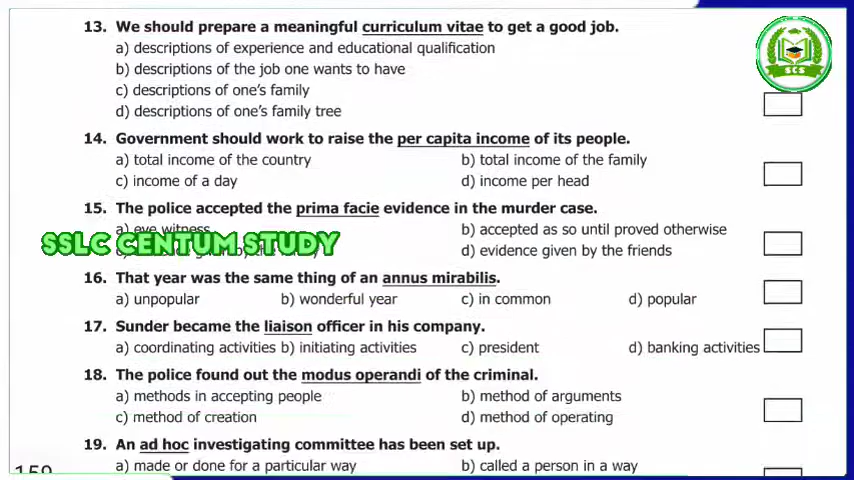 13. We should prepare a meaningful curriculum vitae to get a good job.
a) descriptions of experience and educational qualification
b) descriptions of the job one wants to have
c) descriptions of one's family
d) descriptions of one's family tree
SCS
14. Government should work to raise the per capita income of its people.
a) total income of the country b) total income of the family
c) income of a day d) income per head
15. The police accepted the prima facie evidence in the murder case.
a) eye witness b) accepted as so until proved otherwise
SSLC CENTUM STUDY
d) evidence given by the friends
16. That year was the same thing of an annus mirabilis.
a) unpopular b) wonderful year c) in common d) popular
17. Sunder became the liaison officer in his company.
a) coordinating activities b) initiating activities c) president d) banking activities
18. The police found out the modus operandi of the criminal.
a) methods in accepting people b) method of arguments
c) method of creation d) method of operating
19. An ad hoc investigating committee has been set up.
a) made or done for a particular way b) called a person in a way
159